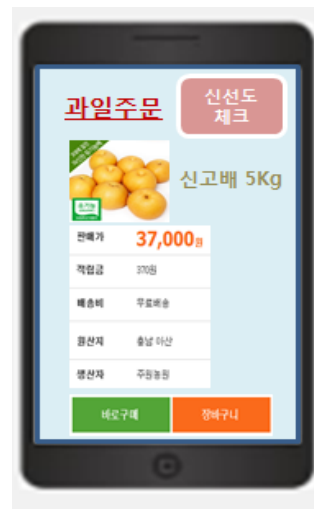 과일주문
신선도
체크
신고배 5Kg
판매가 37,000원
적립금 370원
배송비 무료배송
원산지 충남 아산
생산자 주원농원
바로구매 장바구니